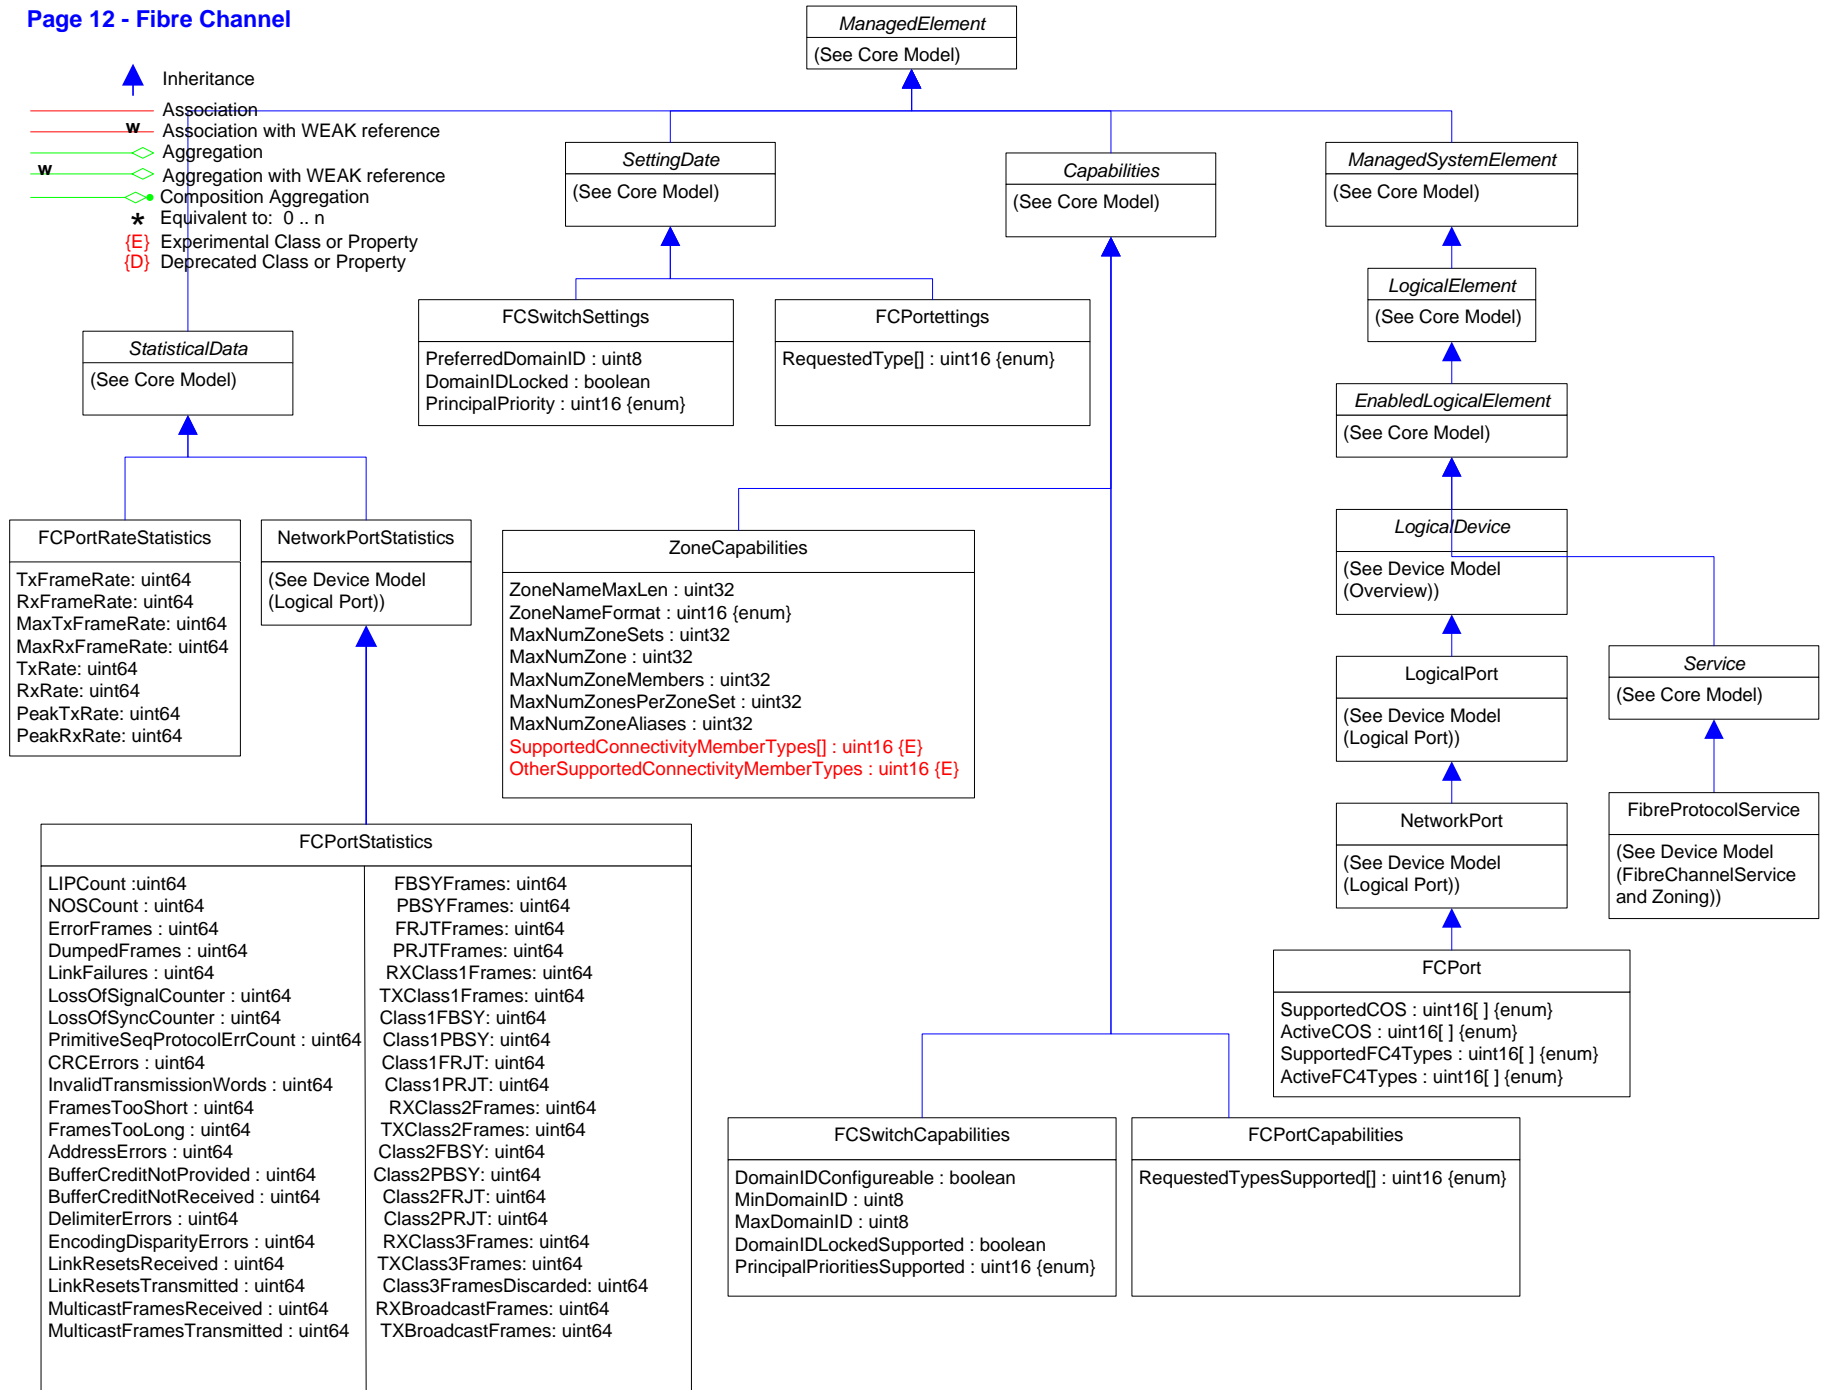 Page 12 - Fibre Channel
Inheritance
Association
w
Association with WEAK reference
Aggregation
w
Aggregation with WEAK reference
Composition Aggregation
* Equivalent to: 0 .. n
{E} Experimental Class or Property
{D} Deprecated Class or Property
ManagedElement
(See Core Model)
SettingDate
(See Core Model)
Capabilities
(See Core Model)
ManagedSystemElement
(See Core Model)
LogicalElement
(See Core Model)
EnabledLogicalElement
(See Core Model)
StatisticalData
(See Core Model)
FCSwitchSettings
PreferredDomainID : uint8
DomainIDLocked : boolean
PrincipalPriority : uint16 {enum}
FCPortettings
RequestedType[] : uint16 {enum}
FCPortRateStatistics
TxFrameRate: uint64
RxFrameRate: uint64
MaxTxFrameRate: uint64
MaxRxFrameRate: uint64
TxRate: uint64
RxRate: uint64
PeakTxRate: uint64
PeakRxRate: uint64
NetworkPortStatistics
(See Device Model
(Logical Port))
ZoneCapabilities
ZoneNameMaxLen : uint32
ZoneNameFormat : uint16 {enum}
MaxNumZoneSets : uint32
MaxNumZone : uint32
MaxNumZoneMembers : uint32
MaxNumZonesPerZoneSet : uint32
MaxNumZoneAliases : uint32
SupportedConnectivityMemberTypes[] : uint16 {E}
OtherSupportedConnectivityMemberTypes : uint16 {E}
LogicalDevice
(See Device Model
(Overview))
LogicalPort
(See Device Model
(Logical Port))
NetworkPort
(See Device Model
(Logical Port))
Service
(See Core Model)
FibreProtocolService
(See Device Model
(FibreChannelService
and Zoning))
FCPort
SupportedCOS : uint16[ ] {enum}
ActiveCOS : uint16[ ] {enum}
SupportedFC4Types : uint16[ ] {enum}
ActiveFC4Types : uint16[ ] {enum}
FCPortStatistics
LIPCount :uint64
NOSCount : uint64
ErrorFrames : uint64
DumpedFrames : uint64
LinkFailures : uint64
LossOfSignalCounter : uint64
LossOfSyncCounter : uint64
PrimitiveSeqProtocolErrCount : uint64
CRCErrors : uint64
InvalidTransmissionWords : uint64
FramesTooShort : uint64
FramesTooLong : uint64
AddressErrors : uint64
BufferCreditNotProvided : uint64
BufferCreditNotReceived : uint64
DelimiterErrors : uint64
EncodingDisparityErrors : uint64
LinkResetsReceived : uint64
LinkResetsTransmitted : uint64
MulticastFramesReceived : uint64
MulticastFramesTransmitted : uint64
FBSYFrames: uint64
PBSYFrames: uint64
FRJTFrames: uint64
PRJTFrames: uint64
RXClass1Frames: uint64
TXClass1Frames: uint64
Class1FBSY: uint64
Class1PBSY: uint64
Class1FRJT: uint64
Class1PRJT: uint64
RXClass2Frames: uint64
TXClass2Frames: uint64
Class2FBSY: uint64
Class2PBSY: uint64
Class2FRJT: uint64
Class2PRJT: uint64
RXClass3Frames: uint64
TXClass3Frames: uint64
Class3FramesDiscarded: uint64
RXBroadcastFrames: uint64
TXBroadcastFrames: uint64
FCSwitchCapabilities
DomainIDConfigureable : boolean
MinDomainID : uint8
MaxDomainID : uint8
DomainIDLockedSupported : boolean
PrincipalPrioritiesSupported : uint16 {enum}
FCPortCapabilities
RequestedTypesSupported[] : uint16 {enum}